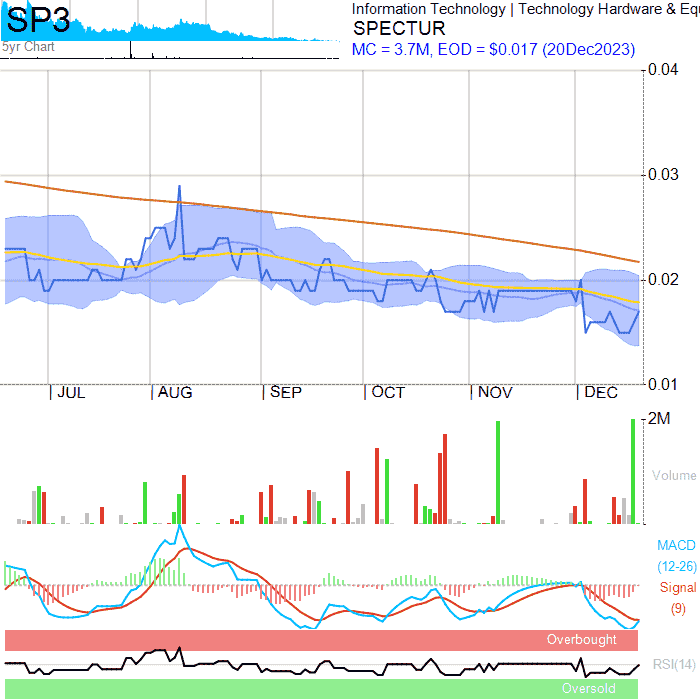 SP3
5yr Chart
Information Technology | Technology Hardware & Equ
SPECTUR
MC = 3.7M, EOD = $0.017 (20Dec2023)
0.04
0.03
0.02
0.01
JUL
AUG
SEP
OCT
NOV
DEC
2M
Volume
MACD
(12-26)
Signal
(9)
Overbought
RSI(14)
Oversold